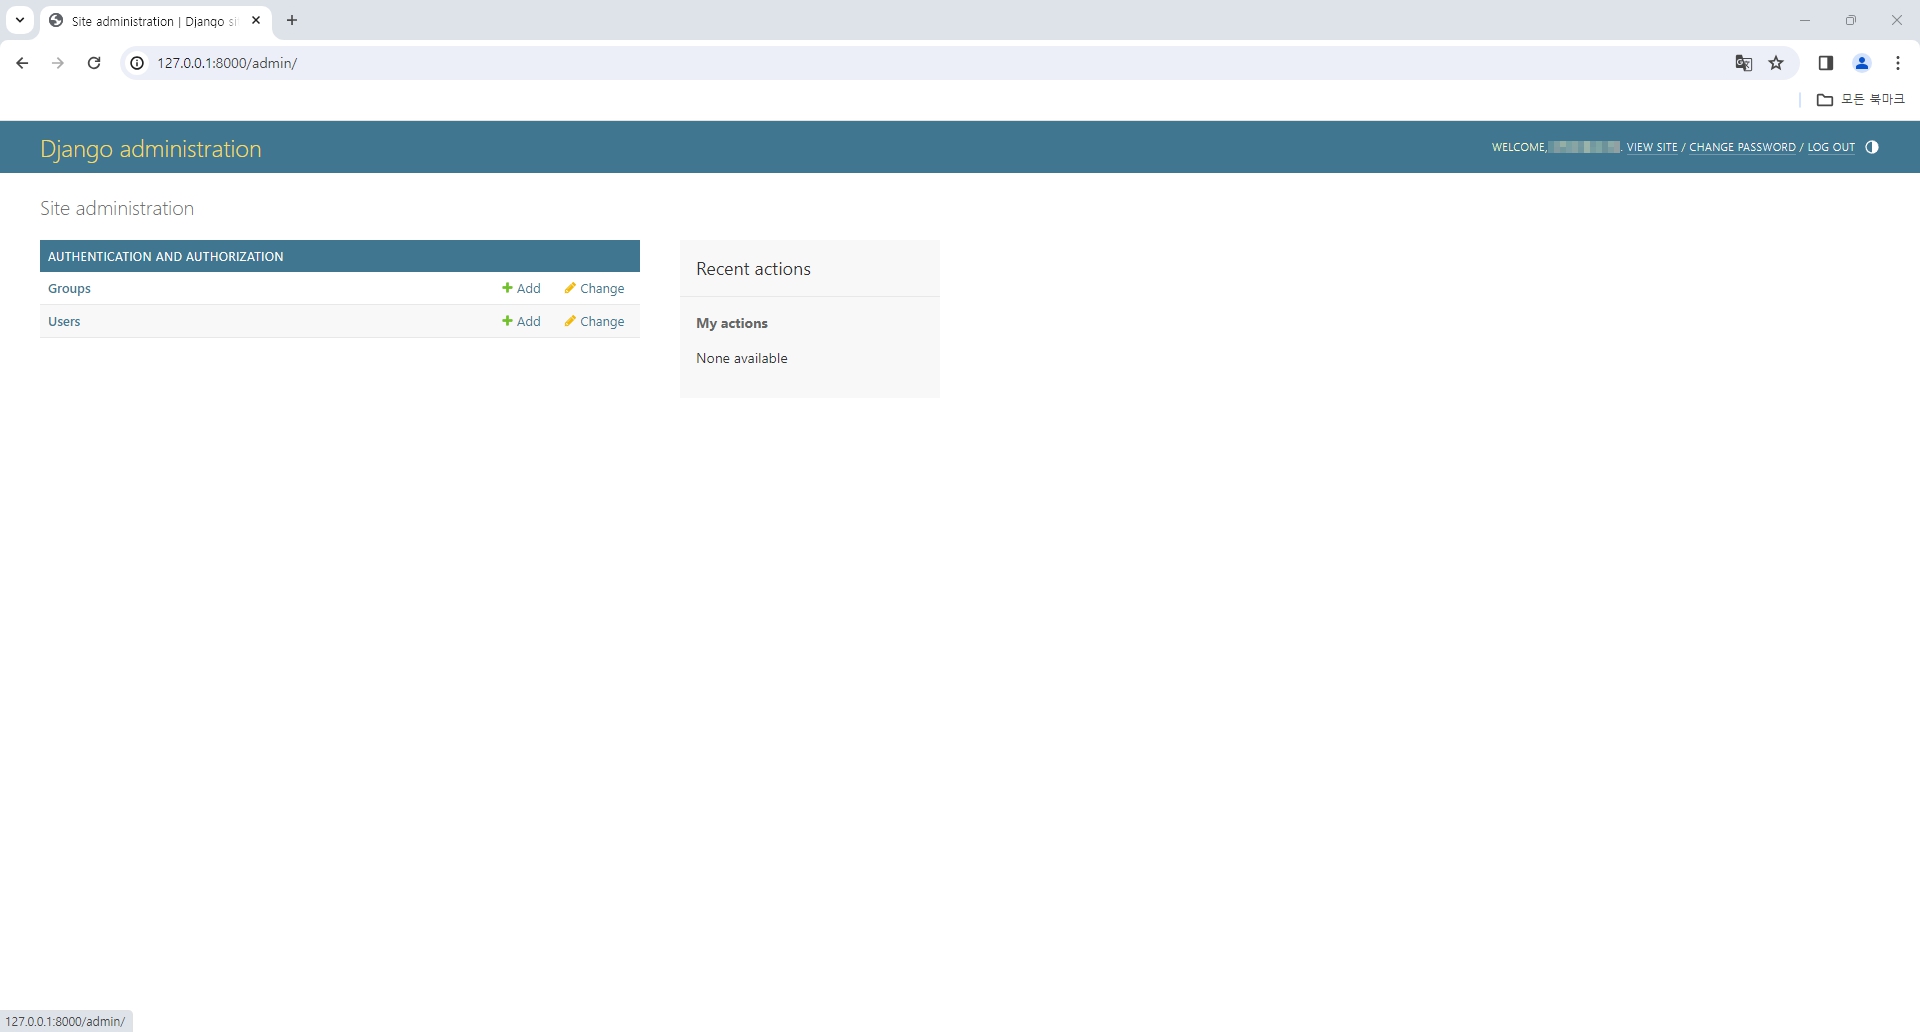 Site administration | Django si
127.0.0.1:8000/admin/
모든 북마크
Django administration
WELCOME, . VIEW SITE / CHANGE PASSWORD / LOG OUT
Site administration
AUTHENTICATION AND AUTHORIZATION
Groups Add Change
Users Add Change
Recent actions
My actions
None available
127.0.0.1:8000/admin/